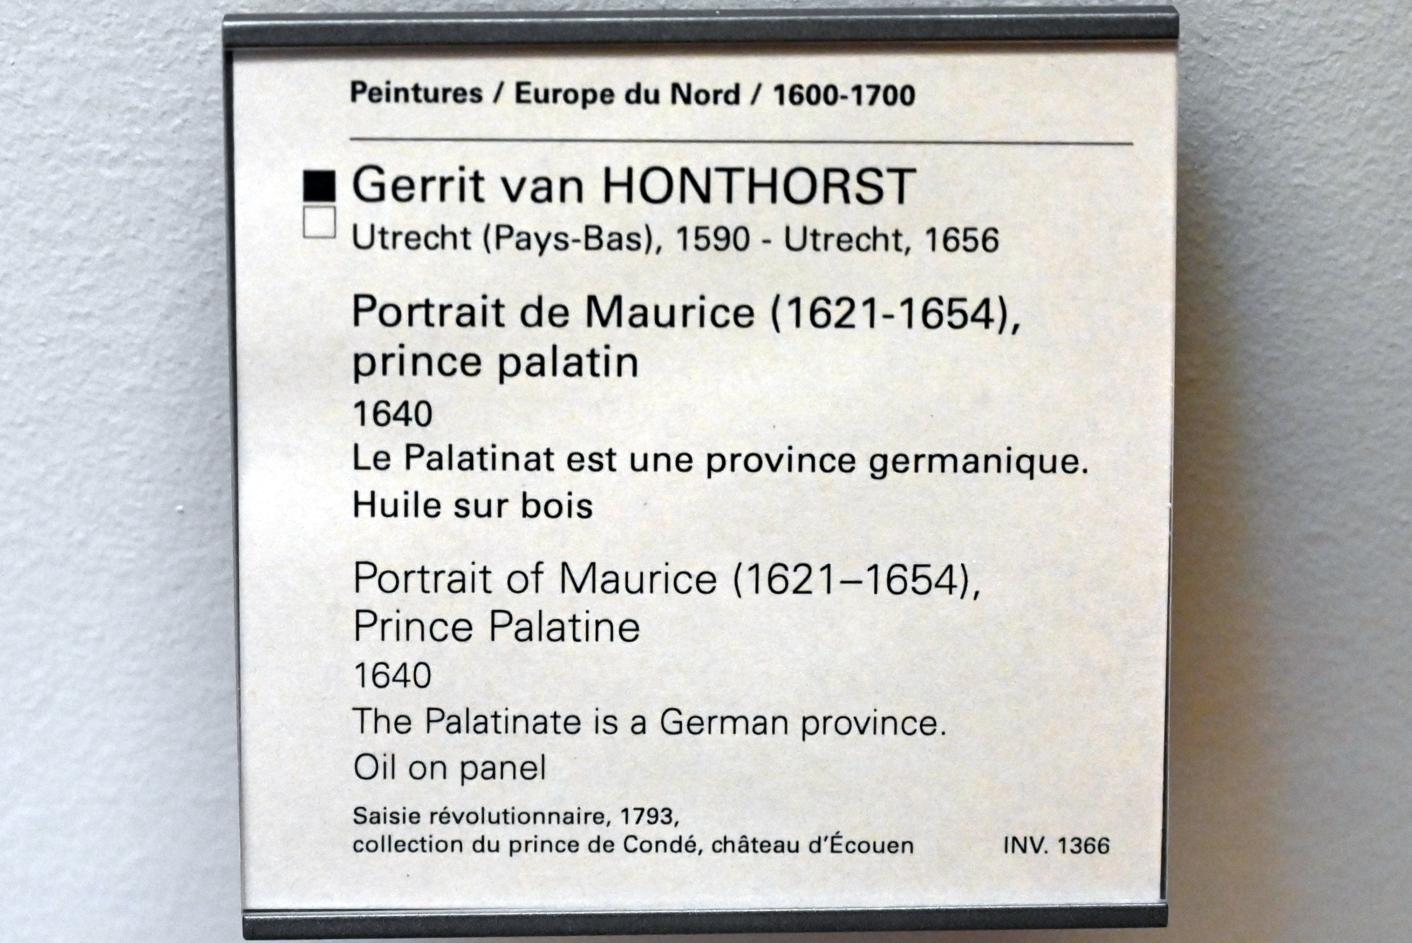 Peintures / Europe du Nord / 1600-1700
Gerrit van HONTHORST
Utrecht (Pays-Bas), 1590 - Utrecht, 1656
Portrait de Maurice (1621-1654),
prince palatin
1640
Le Palatinat est une province germanique.
Huile sur bois
Portrait of Maurice (1621–1654),
Prince Palatine
1640
The Palatinate is a German province.
Oil on panel
Saisie révolutionnaire, 1793,
collection du prince de Condé, château d'Écouen INV. 1366